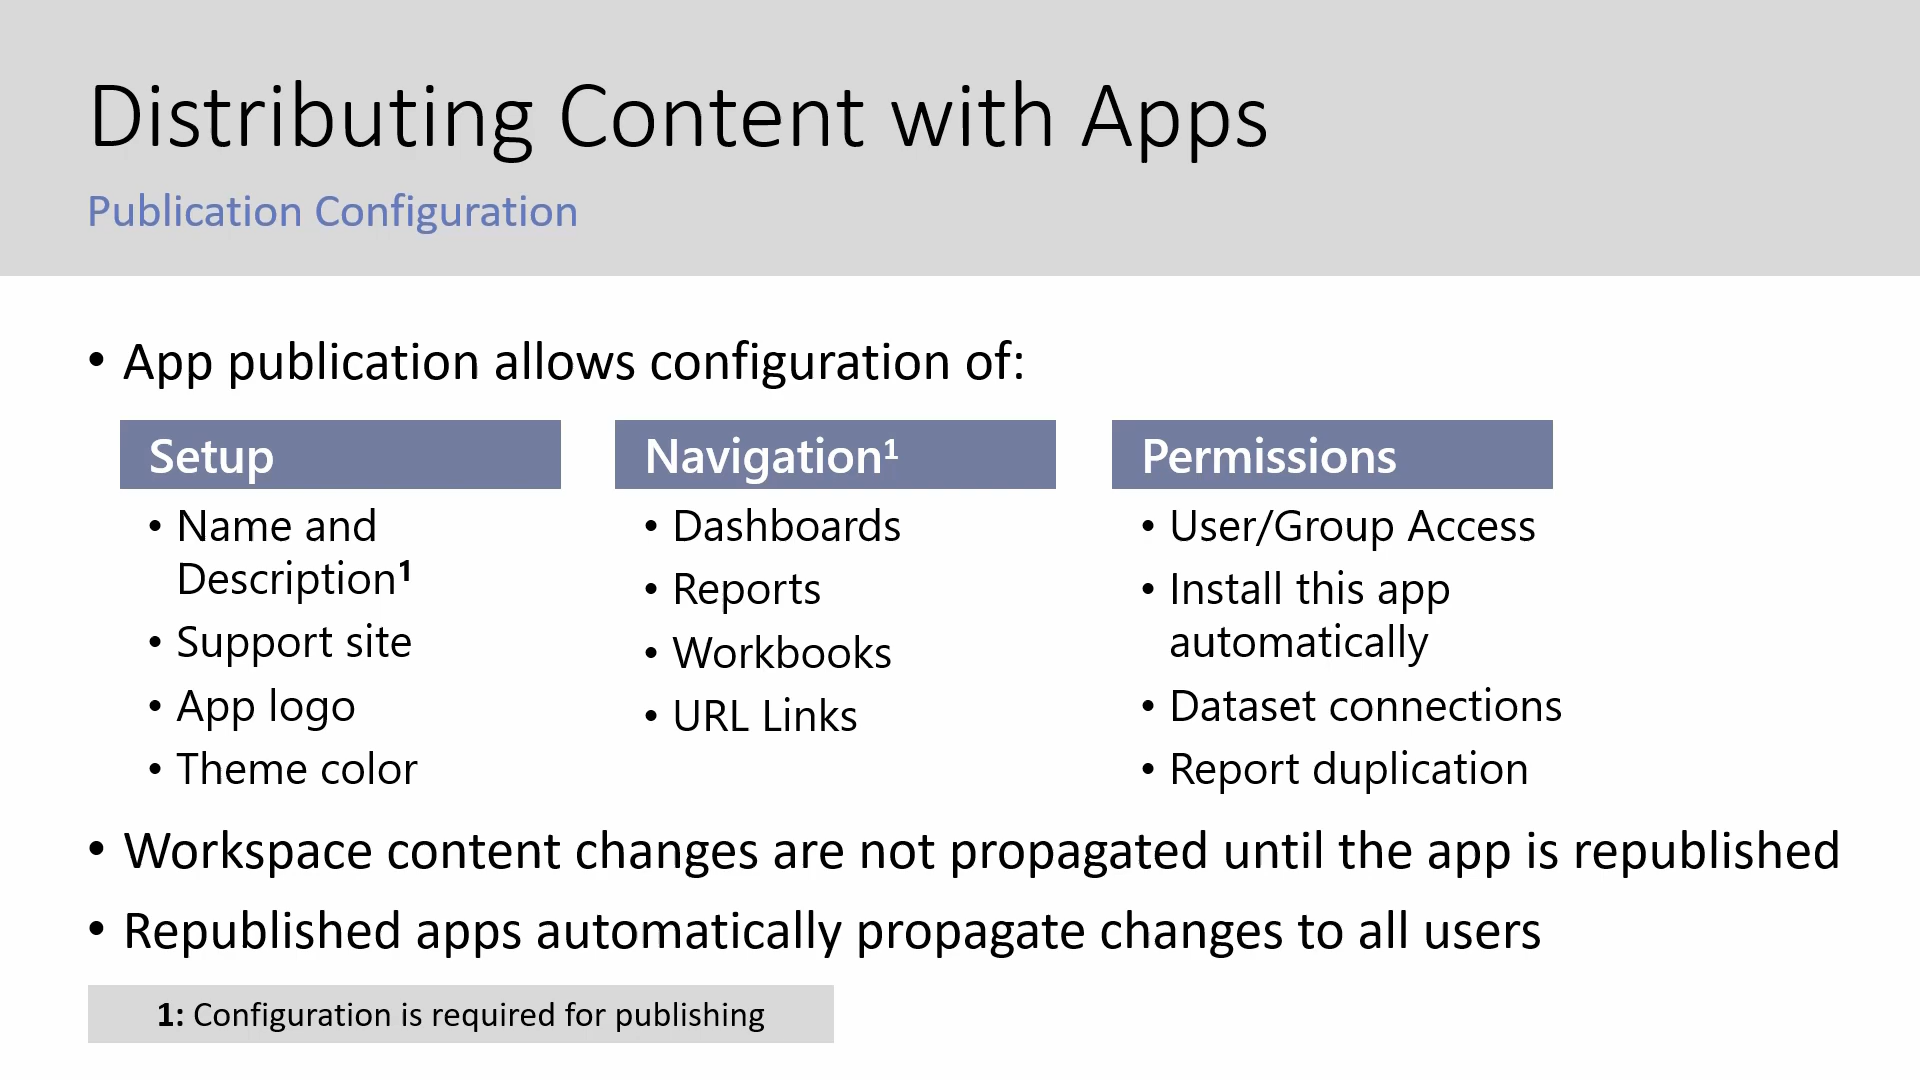 Distributing Content with Apps
Publication Configuration
• App publication allows configuration of:
Setup
• Name and
Description¹
• Support site
• App logo
• Theme color
Navigation¹
• Dashboards
• Reports
• Workbooks
• URL Links
Permissions
• User/Group Access
• Install this app
automatically
• Dataset connections
• Report duplication
• Workspace content changes are not propagated until the app is republished
• Republished apps automatically propagate changes to all users
1: Configuration is required for publishing